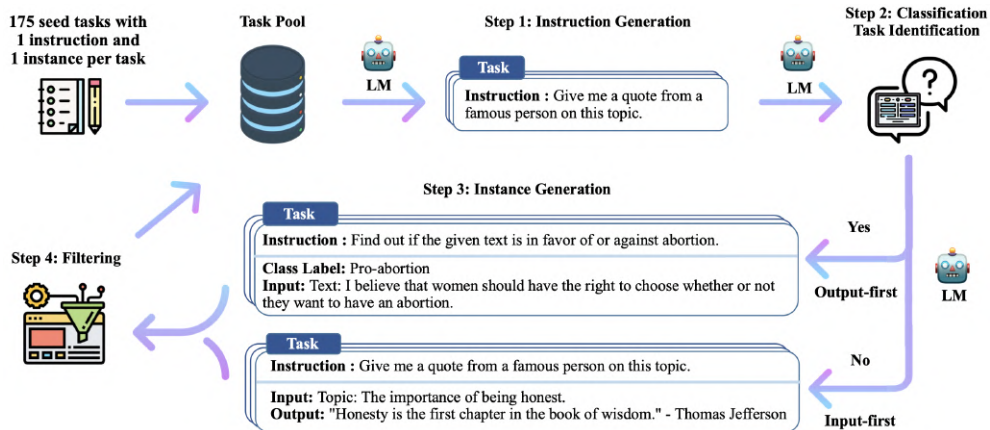 175 seed tasks with
1 instruction and
1 instance per task
Task Pool
Step 1: Instruction Generation
Step 2: Classification
Task Identification
LM
Task
Instruction : Give me a quote from a
famous person on this topic.
LM
?
Step 3: Instance Generation
Task
Instruction : Find out if the given text is in favor of or against abortion.
Class Label: Pro-abortion
Input: Text: I believe that women should have the right to choose whether or not
they want to have an abortion.
Yes
Output-first
LM
Step 4: Filtering
Task
Instruction : Give me a quote from a famous person on this topic.
Input: Topic: The importance of being honest.
Output: "Honesty is the first chapter in the book of wisdom." - Thomas Jefferson
No
Input-first